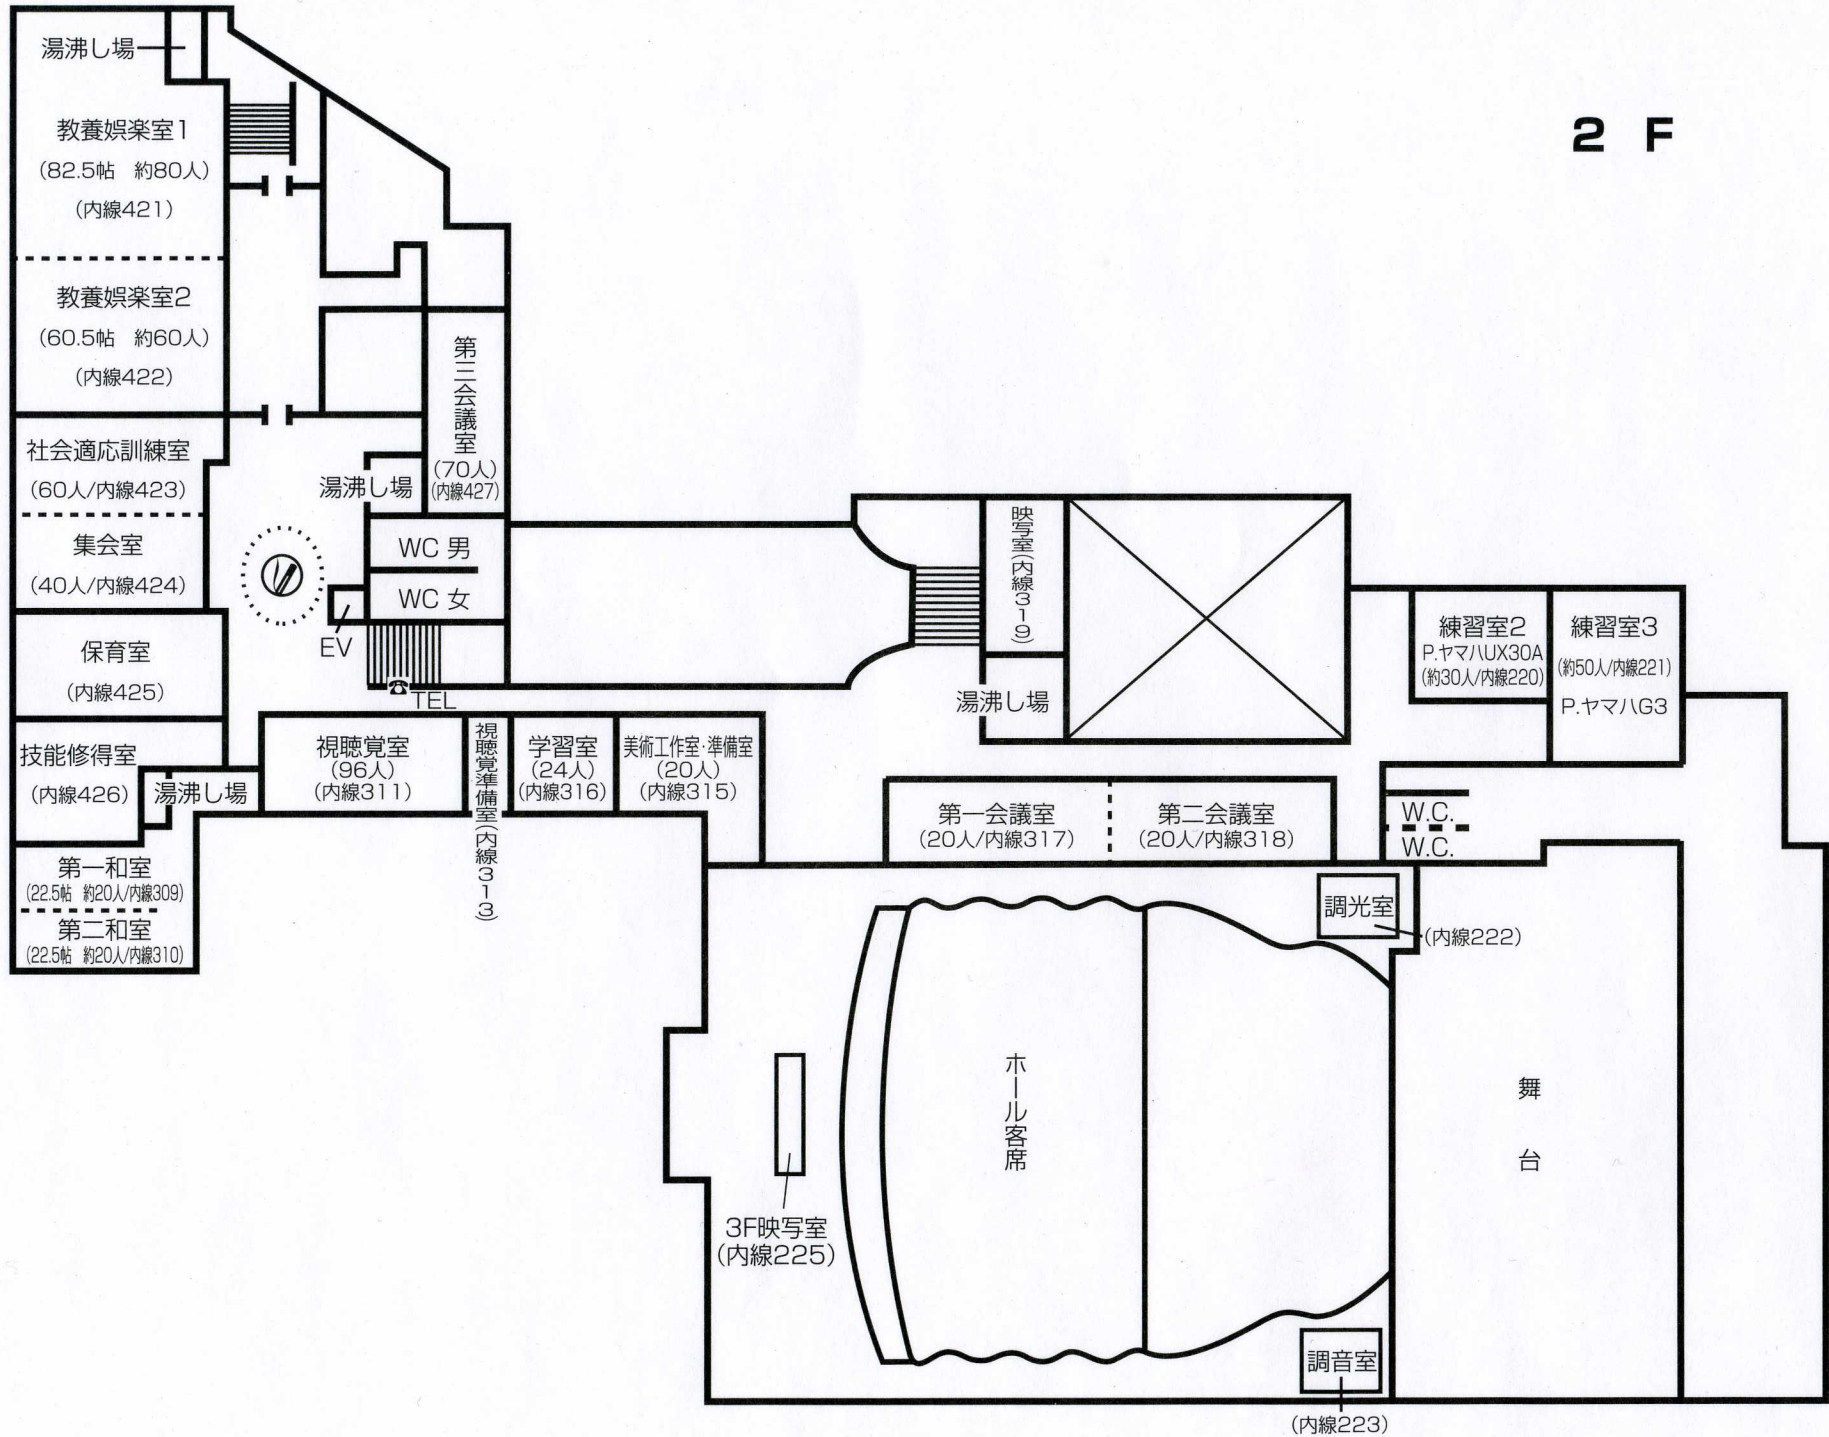 2 F
湯沸し場
教養娯楽室1
(82.5帖 約80人)
(内線421)
教養娯楽室2
(60.5帖 約60人)
(内線422)
第三会議室
(70人)
(内線427)
社会適応訓練室
(60人/内線423)
湯沸し場
集会室
(40人/内線424)
WC 男
WC 女
EV
TEL
保育室
(内線425)
技能修得室
(内線426)
湯沸し場
第一和室
(22.5帖 約20人/内線309)
第二和室
(22.5帖 約20人/内線310)
視聴覚室
(96人)
(内線311)
視聴覚準備室(内線313)
学習室
(24人)
(内線316)
美術工作室・準備室
(20人)
(内線315)
映写室(内線319)
湯沸し場
練習室2
P.ヤマハUX30A
(約30人/内線220)
練習室3
(約50人/内線221)
P.ヤマハG3
第一会議室
(20人/内線317)
第二会議室
(20人/内線318)
W.C.
W.C.
調光室
(内線222)
ホール客席
舞台
3F映写室
(内線225)
調音室
(内線223)